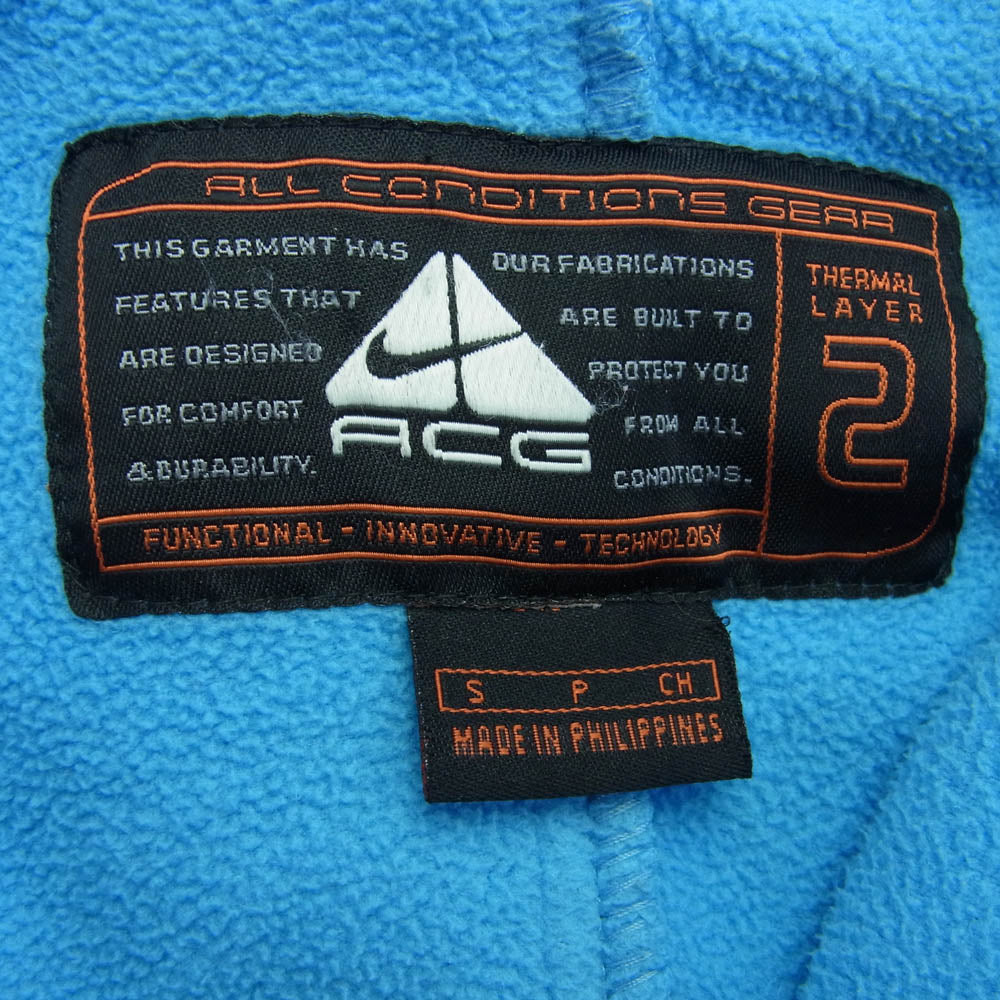 ALL CONDITIONS GEAR
THIS GARMENT HAS
FEATURES THAT
ARE DESIGNED
FOR COMFORT
& DURABILITY.
ACG
OUR FABRICATIONS
ARE BUILT TO
PROTECT YOU
FROM ALL
CONDITIONS.
THERMAL
LAYER
2
FUNCTIONAL - INNOVATIVE - TECHNOLOGY
S P CH
MADE IN PHILIPPINES